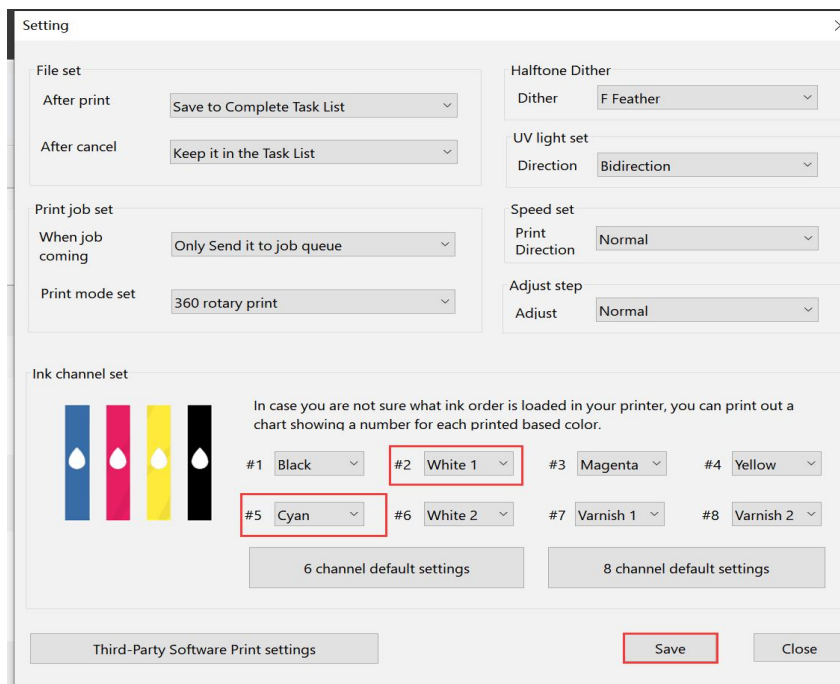 Setting
File set
After print Save to Complete Task List
After cancel Keep it in the Task List
Halftone Dither
Dither F Feather
UV light set
Direction Bidirection
Print job set
When job
coming
Only Send it to job queue
Print mode set 360 rotary print
Speed set
Print
Direction
Normal
Adjust step
Adjust Normal
Ink channel set
In case you are not sure what ink order is loaded in your printer, you can print out a
chart showing a number for each printed based color.
#1 Black #2 White 1 #3 Magenta #4 Yellow
#5 Cyan #6 White 2 #7 Varnish 1 #8 Varnish 2
6 channel default settings 8 channel default settings
Third-Party Software Print settings Save Close